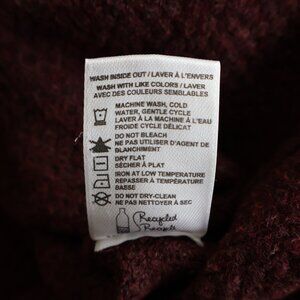 WASH INSIDE OUT / LAVER À L'ENVERS
WASH WITH LIKE COLORS / LAVER
AVEC DES COULEURS SEMBLABLES
MACHINE WASH, COLD
WATER, GENTLE CYCLE
LAVER À LA MACHINE À L'EAU
FROIDE CYCLE DÉLICAT
DO NOT BLEACH
NE PAS UTILISER D'AGENT DE
BLANCHIMENT
DRY FLAT
SÉCHER À PLAT
IRON AT LOW TEMPERATURE
REPASSER À TEMPÉRATURE
BASSE
DO NOT DRY-CLEAN
NE PAS NETTOYER À SEC
Recycled